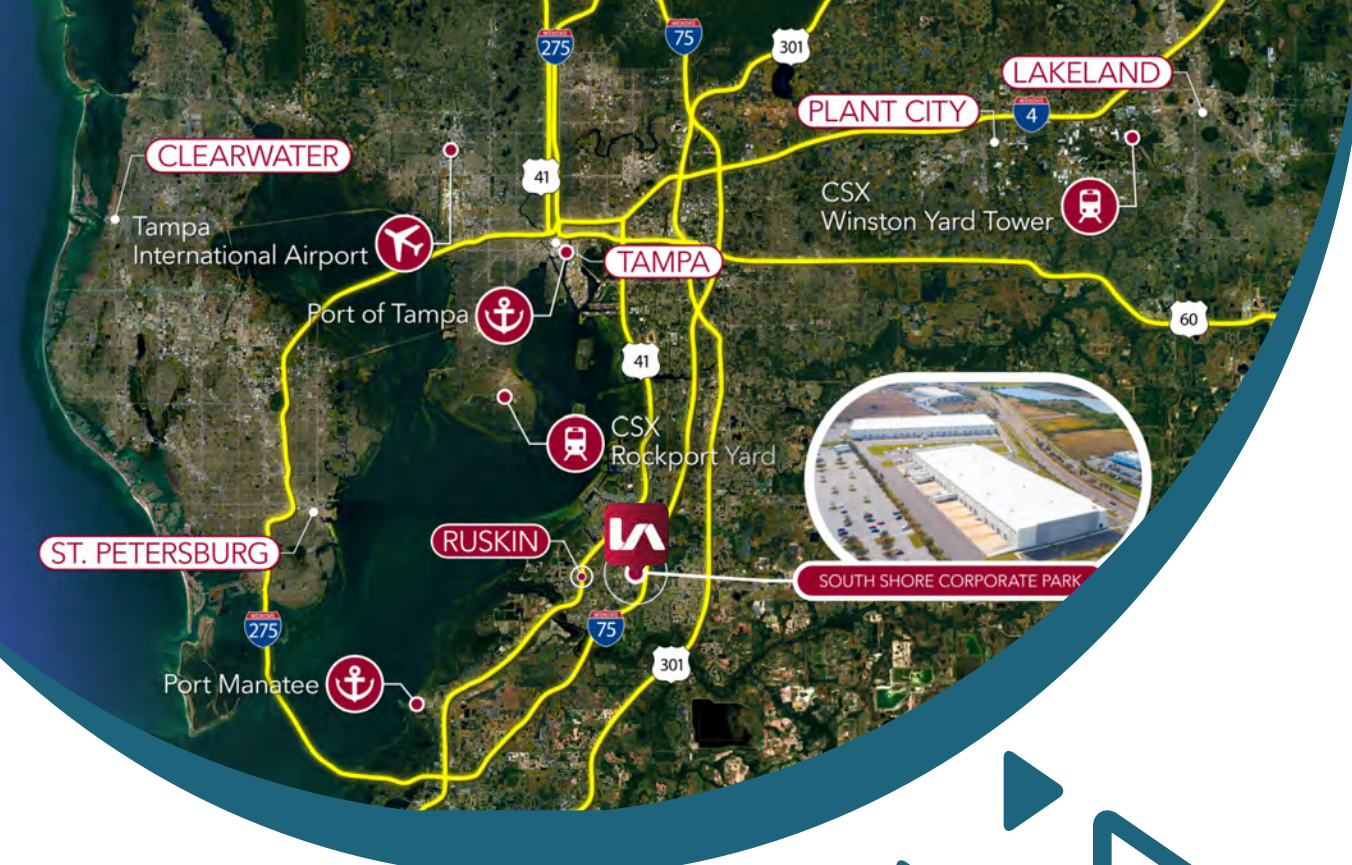 275
75
301
LAKELAND
PLANT CITY
4
CLEARWATER
41
CSX
Winston Yard Tower
Tampa
International Airport
TAMPA
Port of Tampa
60
41
CSX
Rockport Yard
RUSKIN
ST. PETERSBURG
SOUTH SHORE CORPORATE PARK
275
75
301
Port Manatee